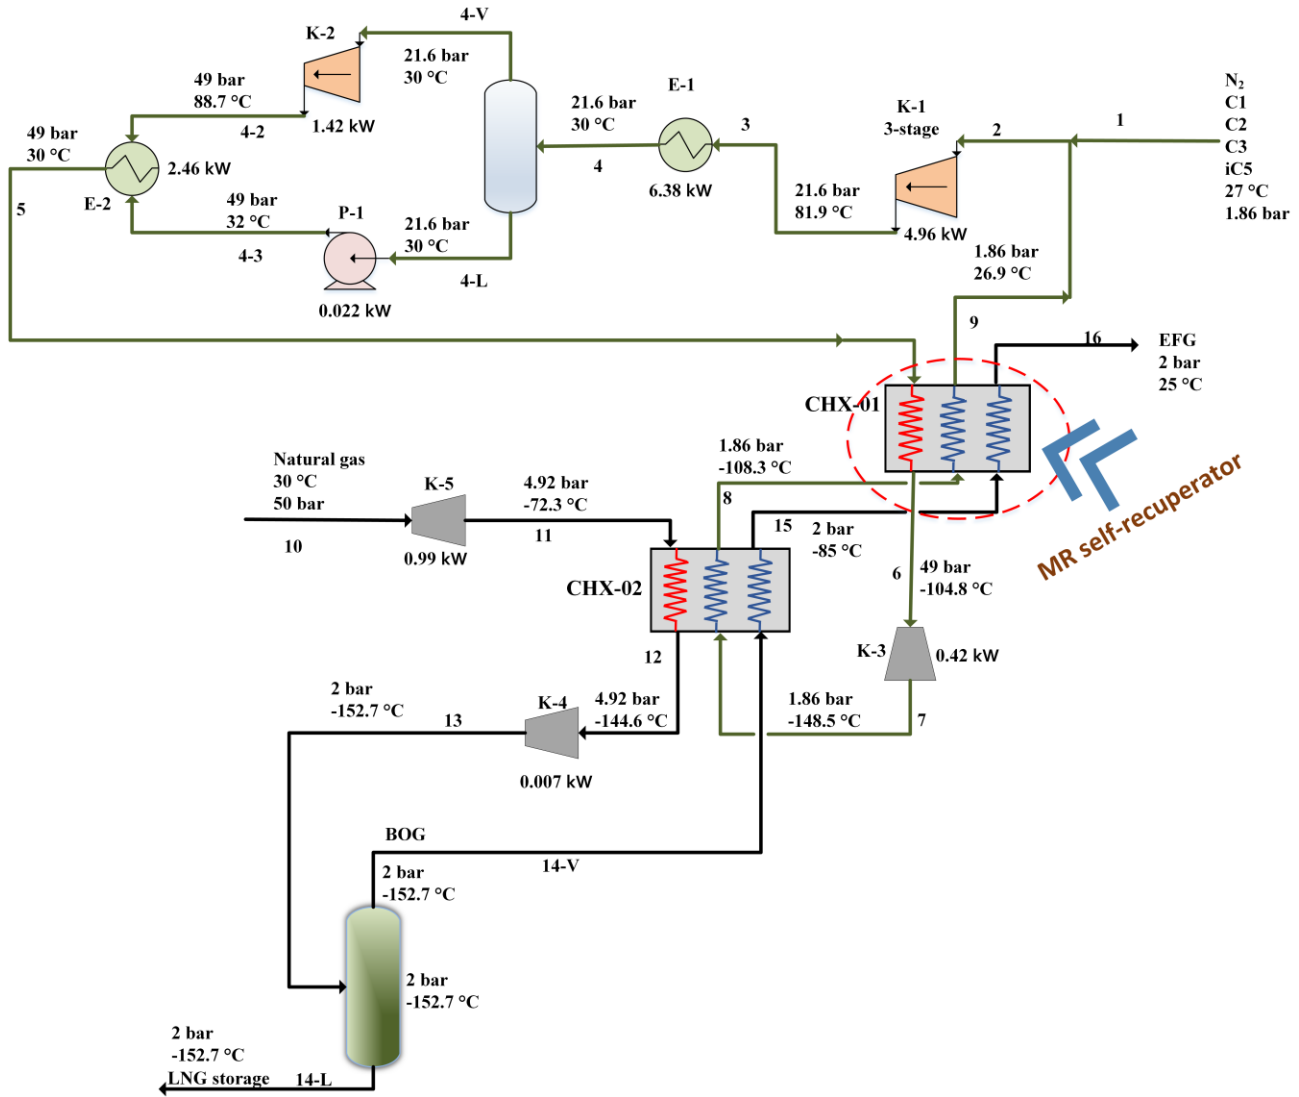 4-V
K-2
21.6 bar
30 °C
49 bar
88.7 °C
4-2
1.42 kW
49 bar
30 °C
2.46 kW
E-2
5
49 bar
32 °C
4-3
P-1
0.022 kW
21.6 bar
30 °C
4-L
21.6 bar
30 °C
4
E-1
6.38 kW
3
21.6 bar
81.9 °C
K-1
3-stage
4.96 kW
2
1
N₂
C1
C2
C3
iC5
27 °C
1.86 bar
1.86 bar
26.9 °C
9
16
EFG
2 bar
25 °C
CHX-01
MR self-recuperator
1.86 bar
-108.3 °C
8
15
2 bar
-85 °C
Natural gas
30 °C
50 bar
10
K-5
0.99 kW
4.92 bar
-72.3 °C
11
CHX-02
6
49 bar
-104.8 °C
K-3
0.42 kW
7
1.86 bar
-148.5 °C
12
4.92 bar
-144.6 °C
K-4
0.007 kW
2 bar
-152.7 °C
13
BOG
14-V
2 bar
-152.7 °C
2 bar
-152.7 °C
2 bar
-152.7 °C
LNG storage
14-L